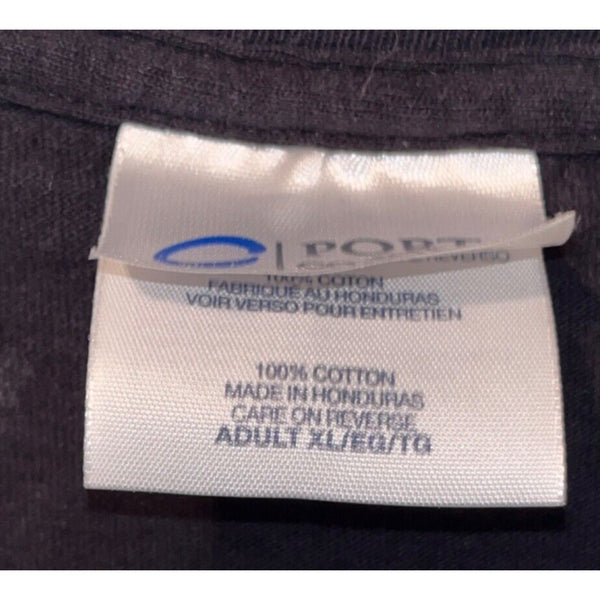 PORT
100% COTON
FABRIQUE AU HONDURAS
VOIR VERSO POUR ENTRETIEN
100% COTTON
MADE IN HONDURAS
CARE ON REVERSE
ADULT XL/EG/TG